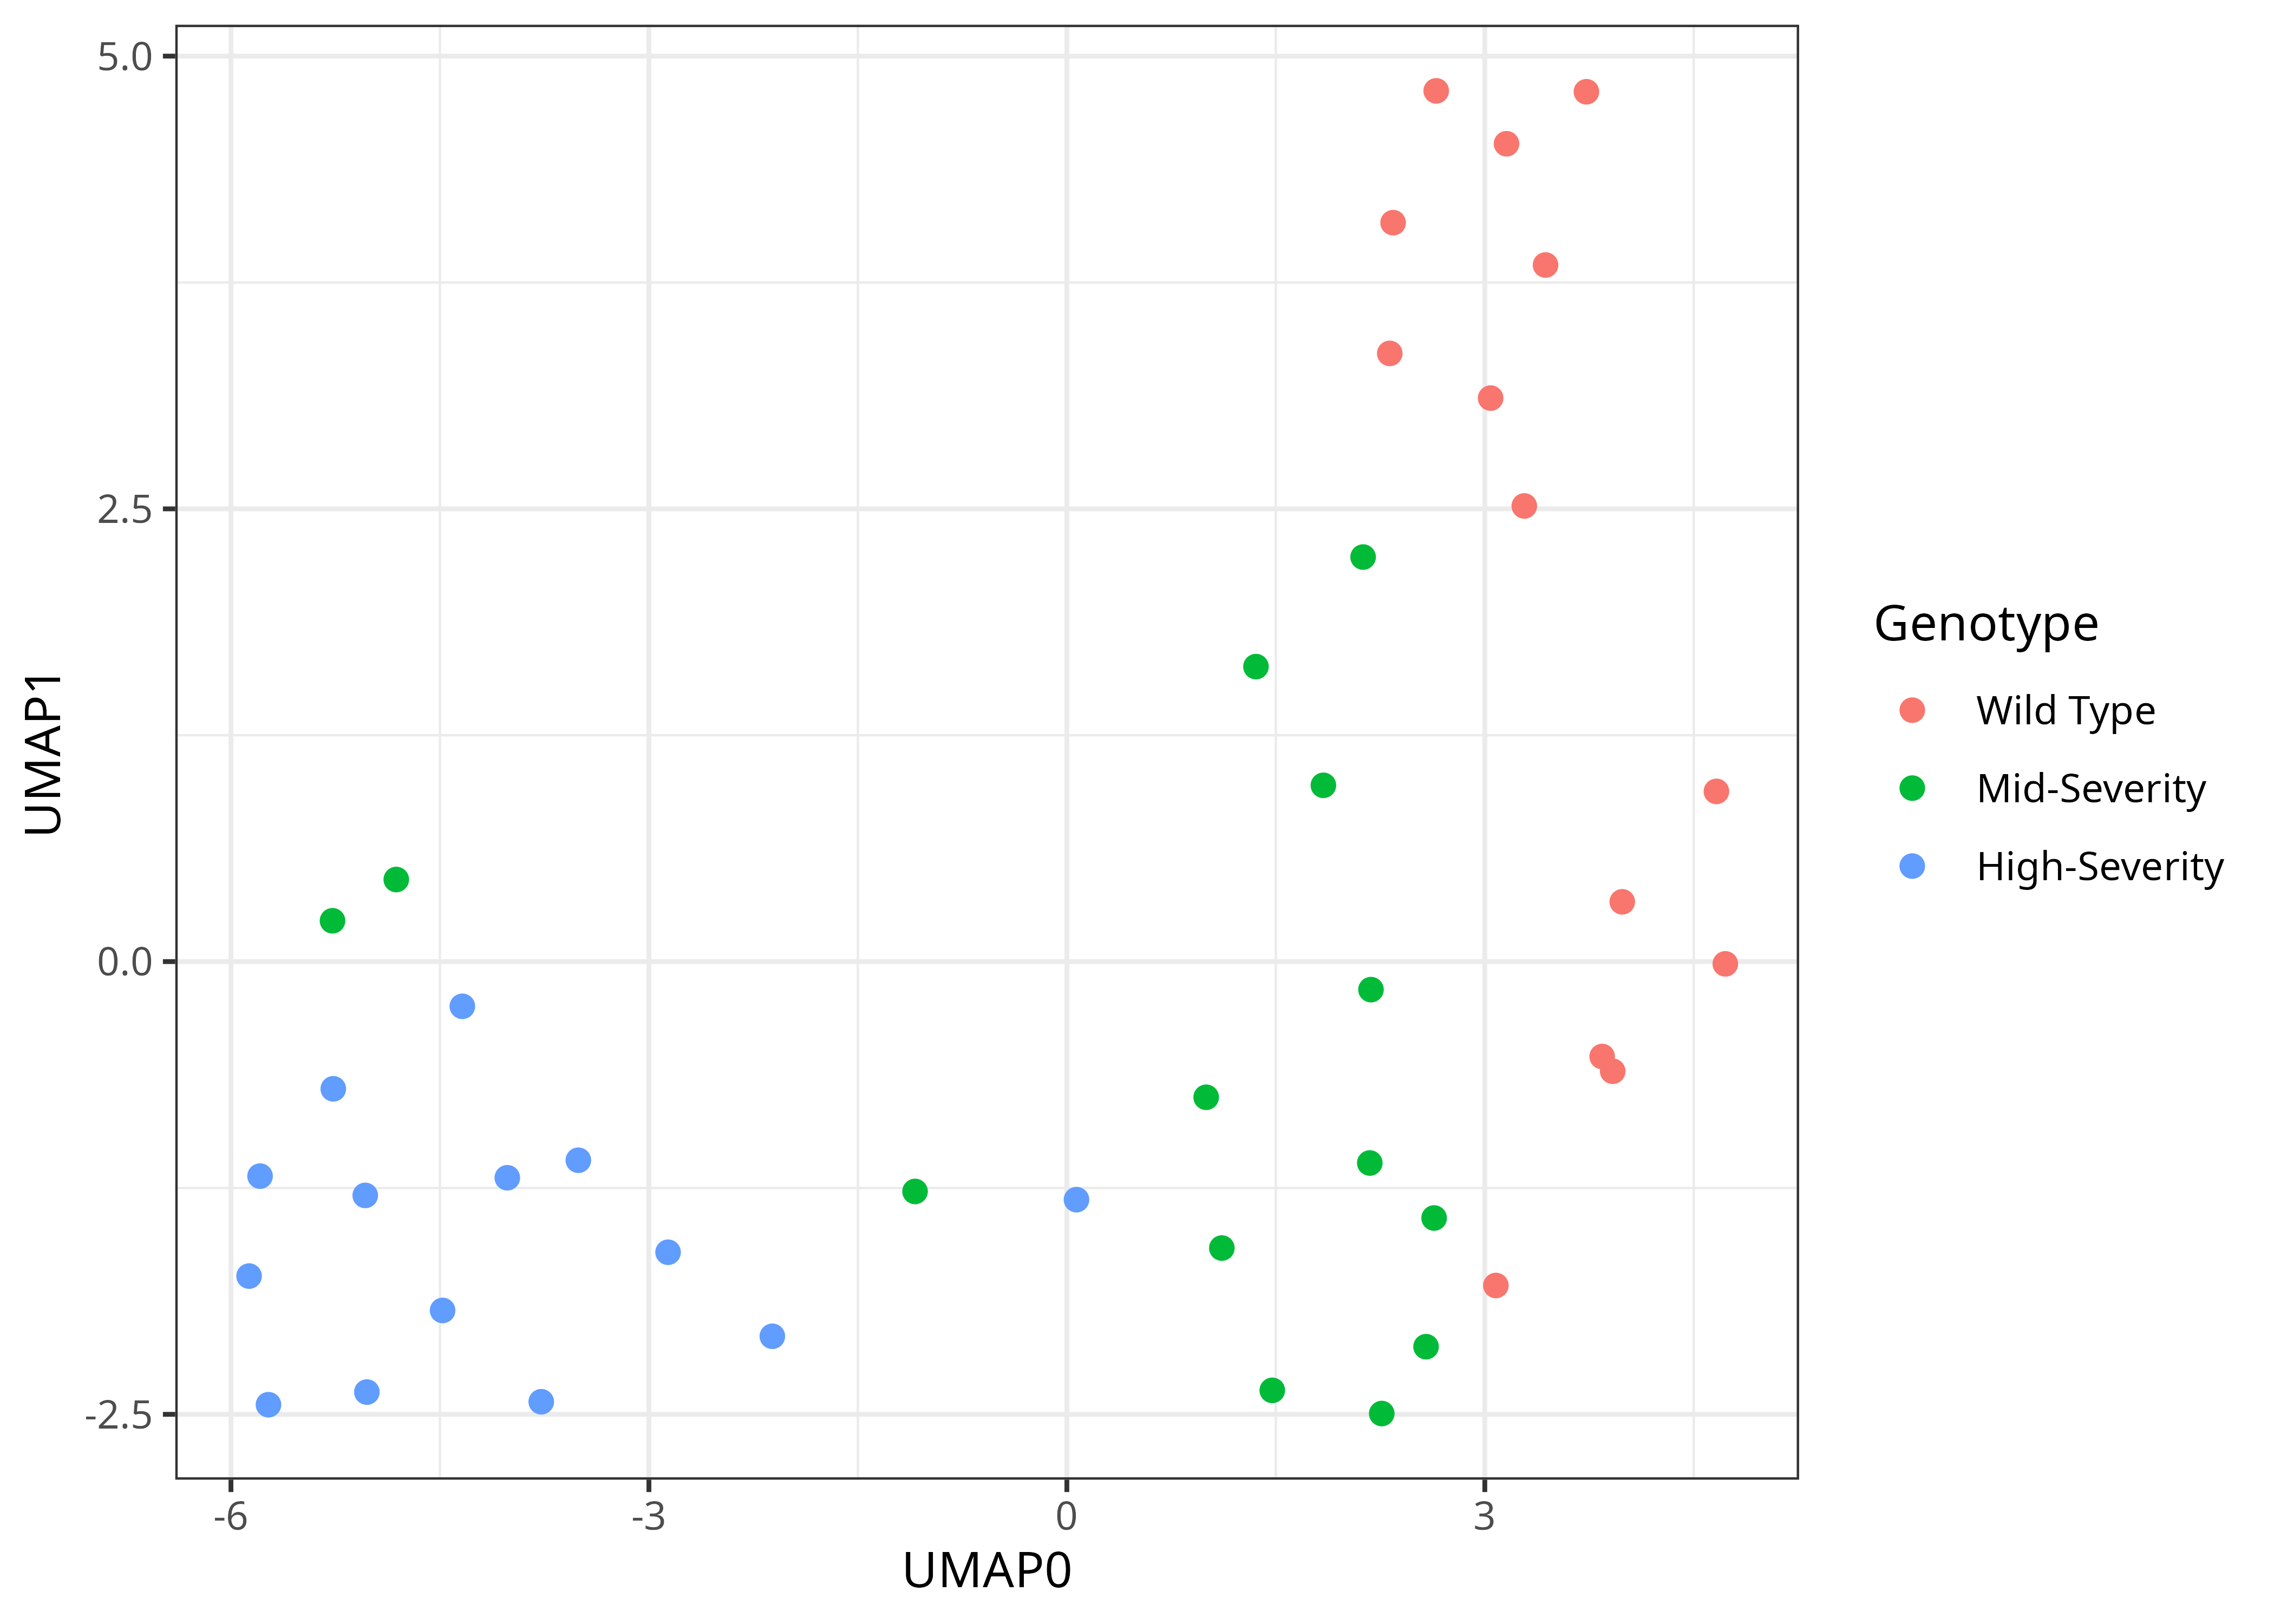 5.0
2.5
0.0
-2.5
-6
-3
0
3
UMAP0
UMAP1
Genotype
Wild Type
Mid-Severity
High-Severity